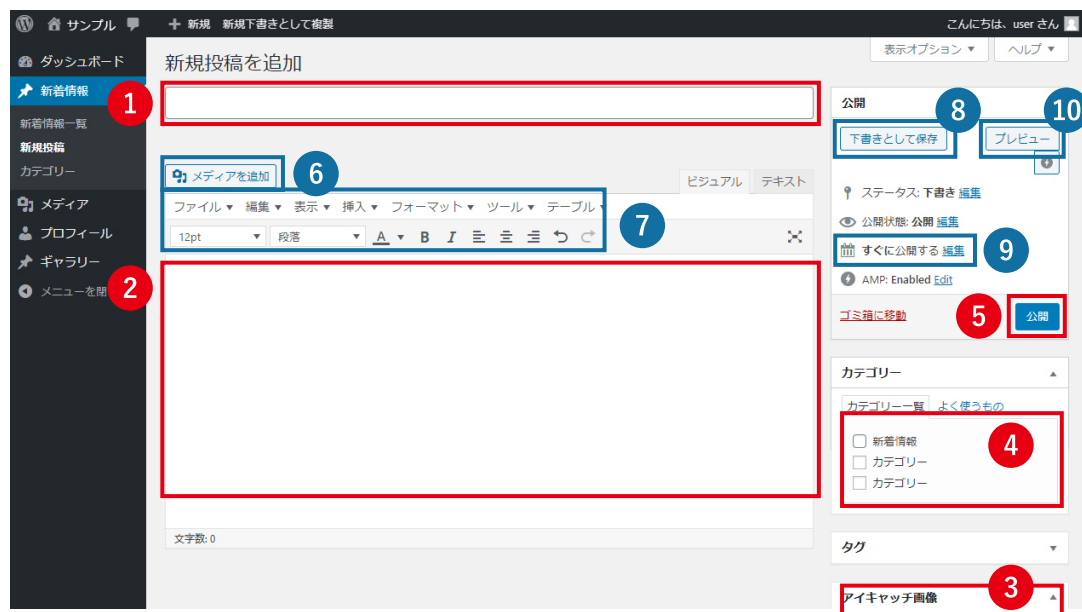 サンプル
新規 新規下書きとして複製
こんにちは、user さん
ダッシュボード
新着情報
新着情報一覧
新規投稿
カテゴリー
メディア
プロフィール
ギャラリー
メニューを閉
新規投稿を追加
表示オプション ▼
ヘルプ ▼
1
6
メディアを追加
ビジュアル
テキスト
ファイル ▼ 編集 ▼ 表示 ▼ 挿入 ▼ フォーマット ▼ ツール ▼ テーブル
7
12pt ▼ 段落 ▼ A ▼ B I
2
文字数: 0
公開
8
10
下書きとして保存
プレビュー
ステータス: 下書き 編集
公開状態: 公開 編集
すぐに公開する 編集
9
AMP: Enabled Edit
ゴミ箱に移動
5
公開
カテゴリー
カテゴリー一覧 よく使うもの
新着情報
カテゴリー
カテゴリー
4
タグ
3
アイキャッチ画像